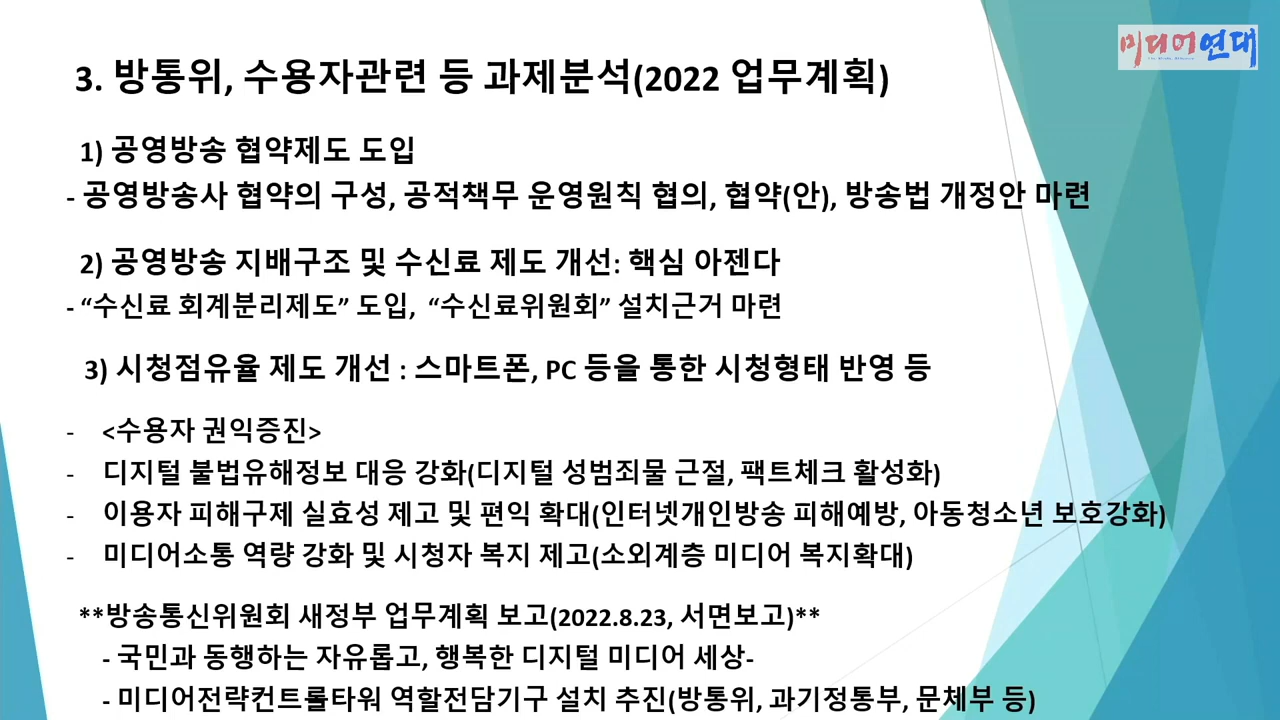 미디어연대
3. 방통위, 수용자관련 등 과제분석(2022 업무계획)
1) 공영방송 협약제도 도입
- 공영방송사 협약의 구성, 공적책무 운영원칙 협의, 협약(안), 방송법 개정안 마련
2) 공영방송 지배구조 및 수신료 제도 개선: 핵심 아젠다
- “수신료 회계분리제도” 도입, “수신료위원회” 설치근거 마련
3) 시청점유율 제도 개선 : 스마트폰, PC 등을 통한 시청형태 반영 등
- <수용자 권익증진>
- 디지털 불법유해정보 대응 강화(디지털 성범죄물 근절, 팩트체크 활성화)
- 이용자 피해구제 실효성 제고 및 편익 확대(인터넷개인방송 피해예방, 아동청소년 보호강화)
- 미디어소통 역량 강화 및 시청자 복지 제고(소외계층 미디어 복지확대)
**방송통신위원회 새정부 업무계획 보고(2022.8.23, 서면보고)**
- 국민과 동행하는 자유롭고, 행복한 디지털 미디어 세상-
- 미디어전략컨트롤타워 역할전담기구 설치 추진(방통위, 과기정통부, 문체부 등)